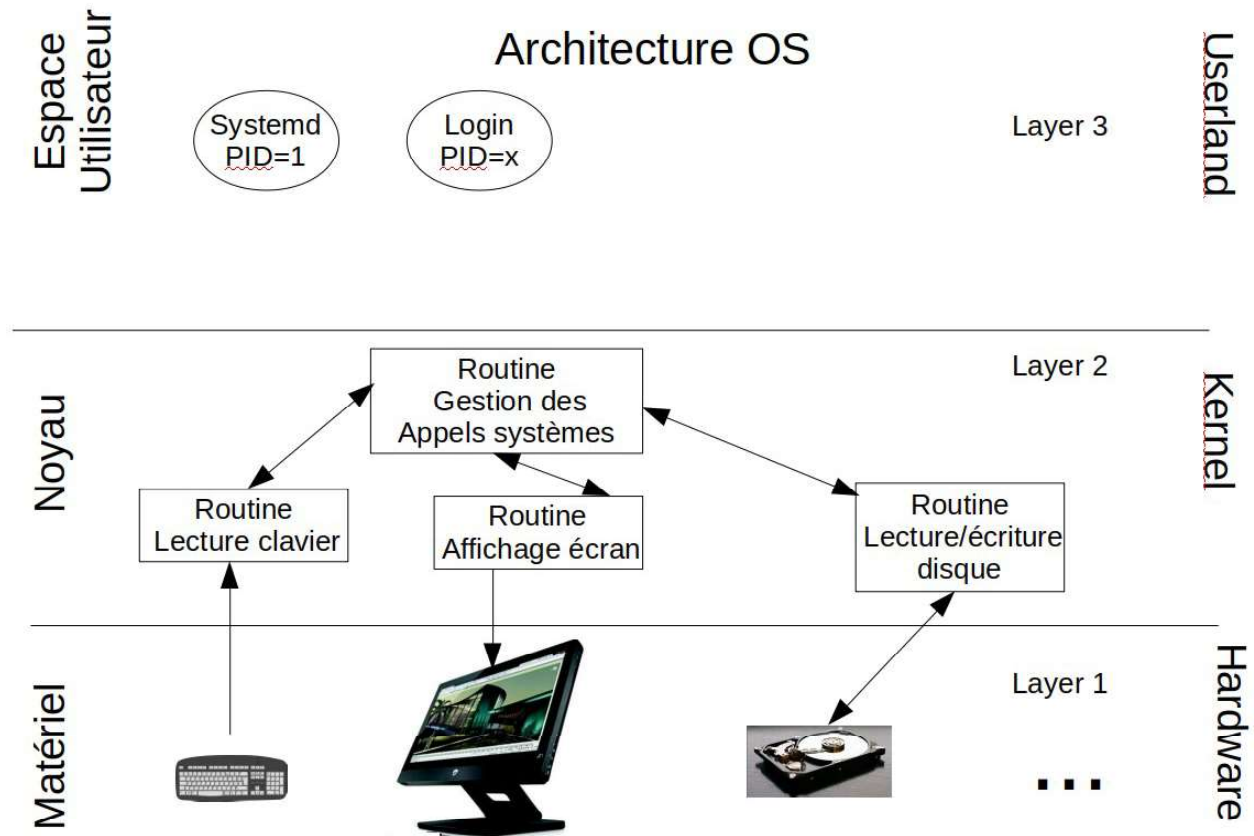 Architecture OS
Espace
Utilisateur
Systemd
PID=1
Login
PID=x
Layer 3
Userland
Noyau
Routine
Gestion des
Appels systèmes
Layer 2
Kernel
Routine
Lecture clavier
Routine
Affichage écran
Routine
Lecture/écriture
disque
Matériel
Layer 1
...
Hardware